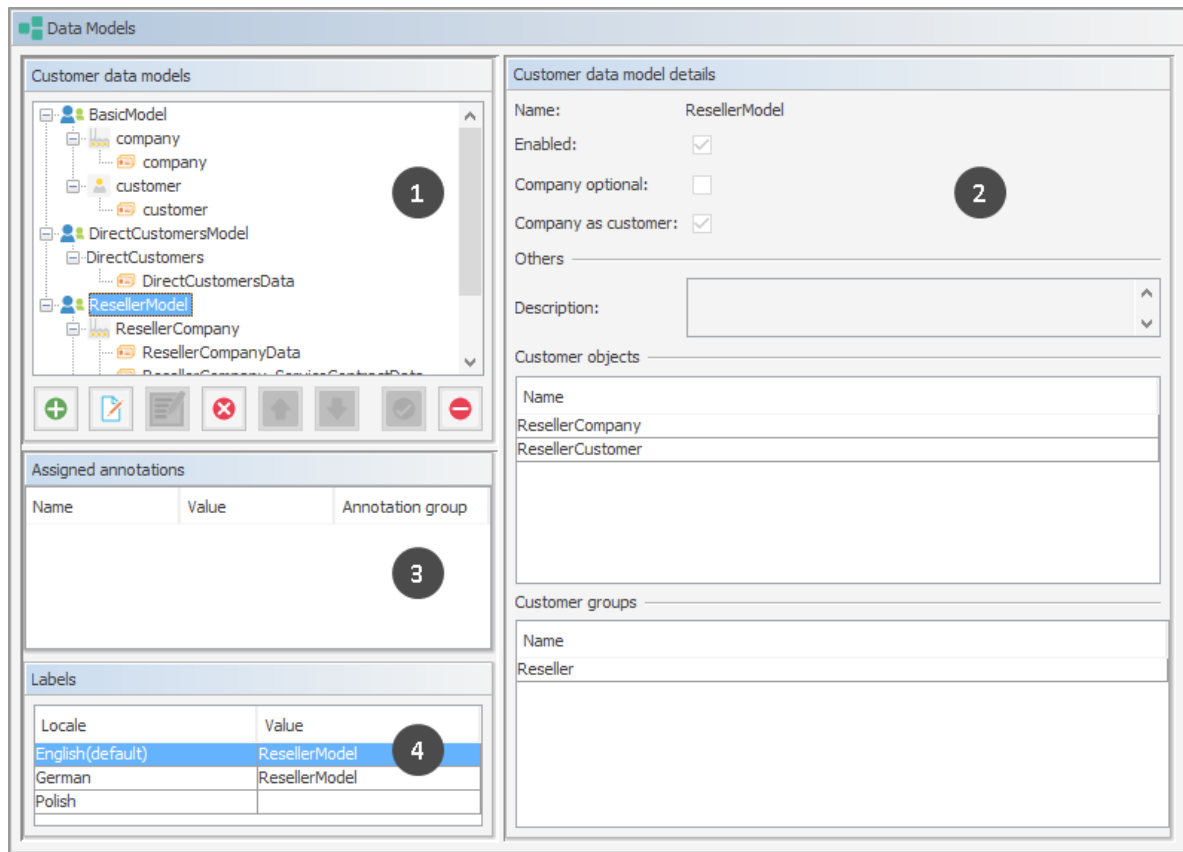 Data Models
Customer data models
BasicModel
company
company
customer
customer
DirectCustomersModel
DirectCustomers
DirectCustomersData
ResellerModel
ResellerCompany
ResellerCompanyData
ResellerCompany_ServiceContractData
1
Assigned annotations
Name Value Annotation group
3
Labels
Locale Value
English(default) ResellerModel
German ResellerModel
Polish
4
Customer data model details
Name: ResellerModel
Enabled:
Company optional:
Company as customer:
2
Others
Description:
Customer objects
Name
ResellerCompany
ResellerCustomer
Customer groups
Name
Reseller